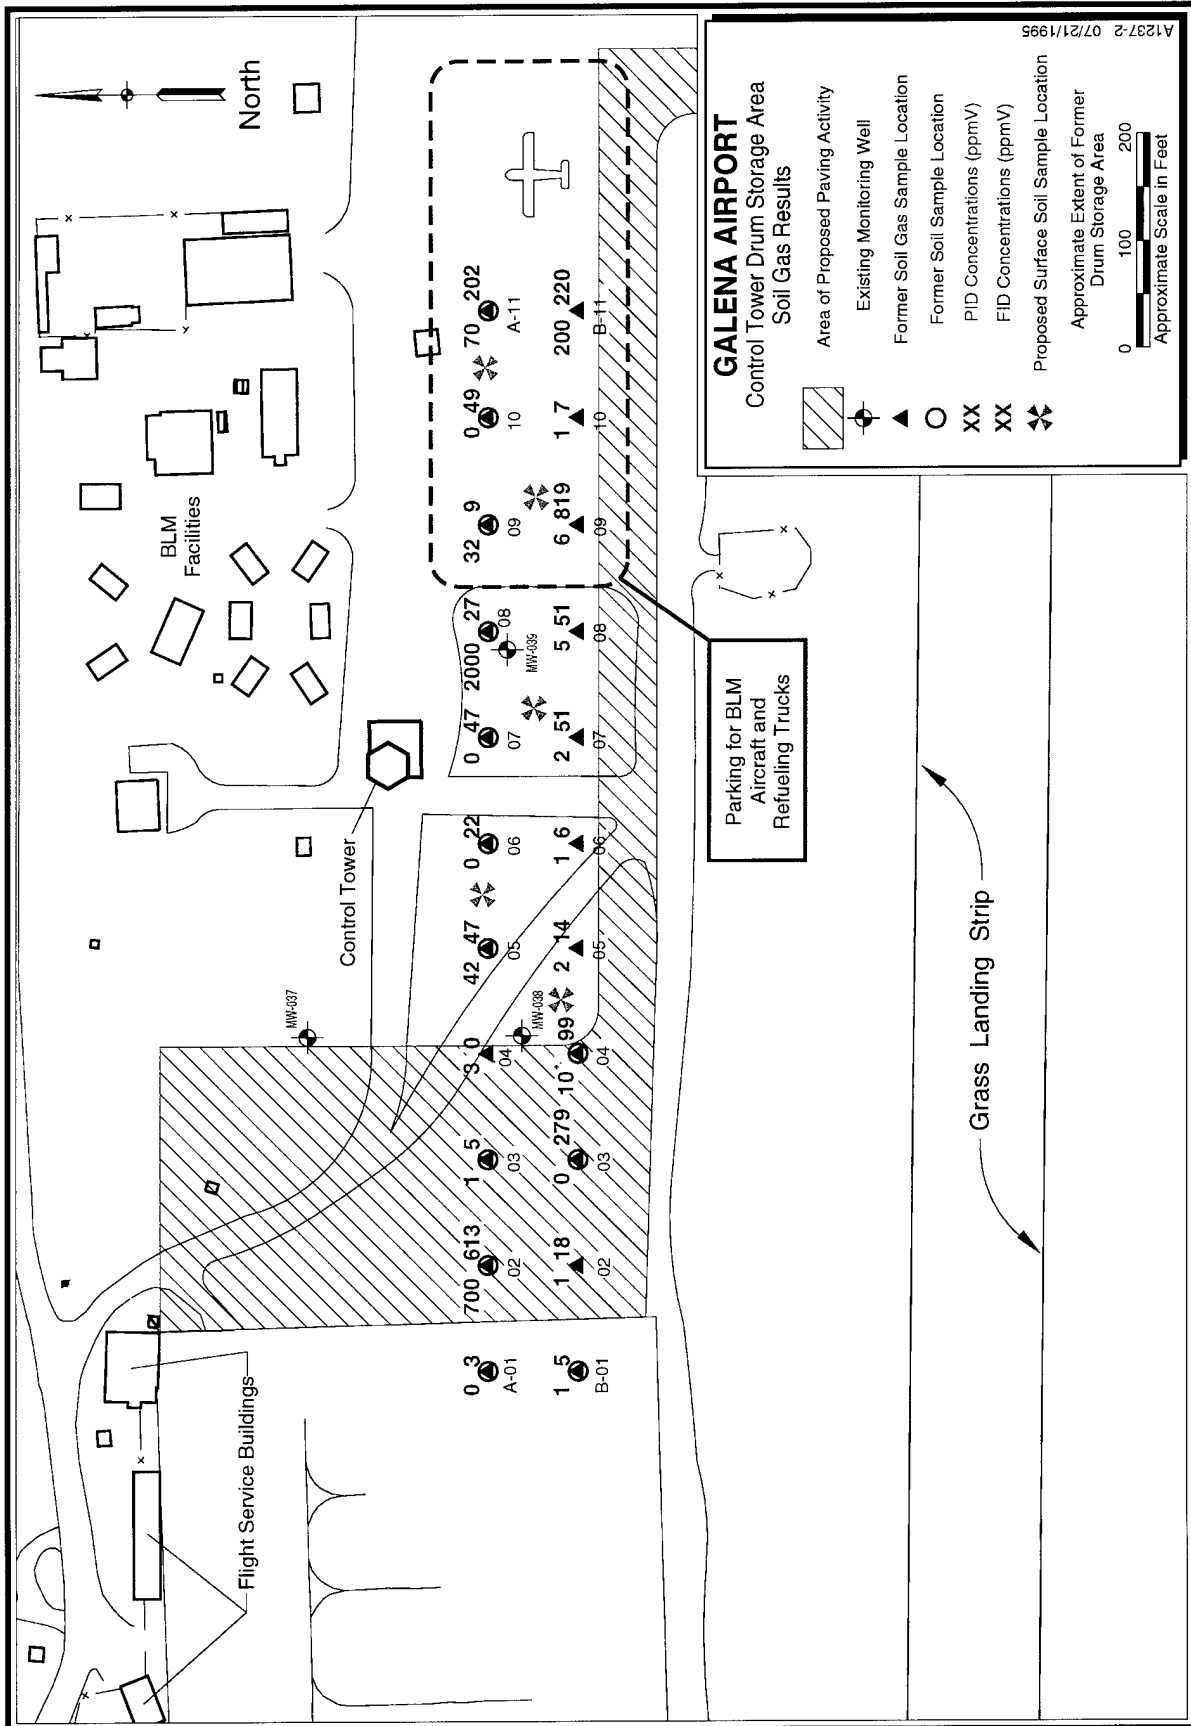 North
BLM
Facilities
Control Tower
Flight Service Buildings
MW-037
MW-038
MW-039
0 3
A-01
700 613
02
1 5
03
3 0
04
42 47
05
0 22
06
0 47
07
2000 27
08
32 9
09
0 49
10
70 202
A-11
1 5
B-01
1 18
02
0 279
03
10* 99
04
2 14
05
1 6
06
2 51
07
5 51
08
6 819
09
1 7
10
200 220
B-11
Parking for BLM
Aircraft and
Refueling Trucks
Grass Landing Strip
GALENA AIRPORT
Control Tower Drum Storage Area
Soil Gas Results
Area of Proposed Paving Activity
Existing Monitoring Well
Former Soil Gas Sample Location
Former Soil Sample Location
XX PID Concentrations (ppmV)
XX FID Concentrations (ppmV)
Proposed Surface Soil Sample Location
Approximate Extent of Former
Drum Storage Area
0 100 200
Approximate Scale in Feet
A1237-2 07/21/1995